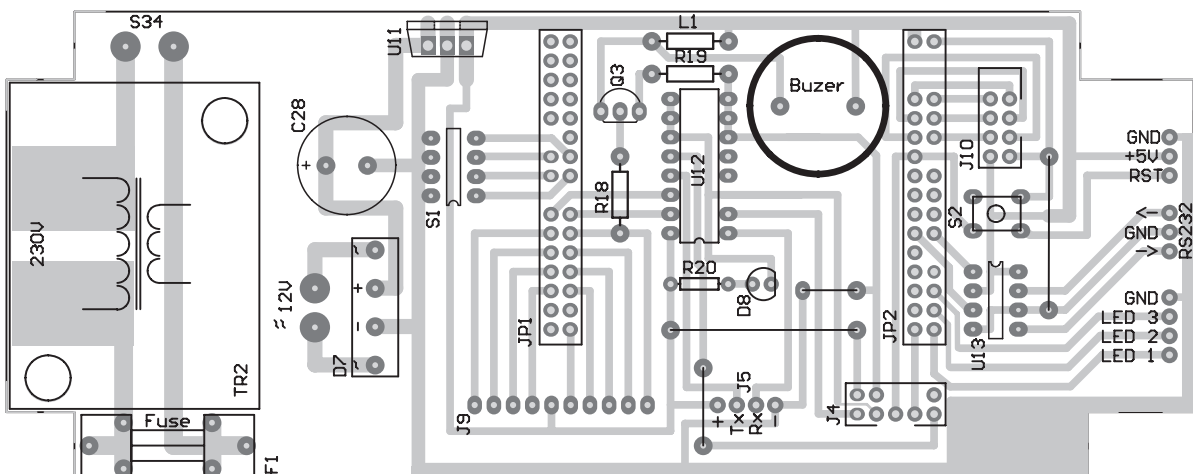 S34
U11
L1
R19
Q3
Buzer
C28
+
U12
J10
GND
+5V
RST
S1
R18
S2
<-
GND
->
RS232
230V
~
+
-
~
≈12V
D7
R20
D8
JP1
JP2
U13
GND
LED 3
LED 2
LED 1
TR2
J9
J5
+
Tx
Rx
-
J4
Fuse
F1